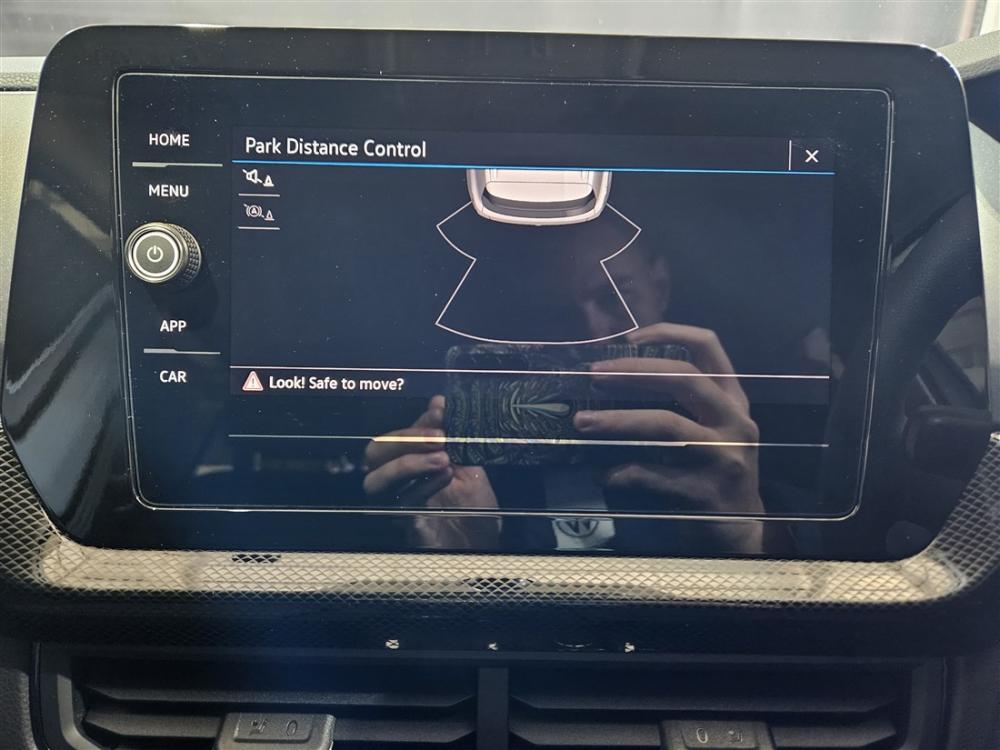 HOME
Park Distance Control
MENU
APP
CAR
Look! Safe to move?